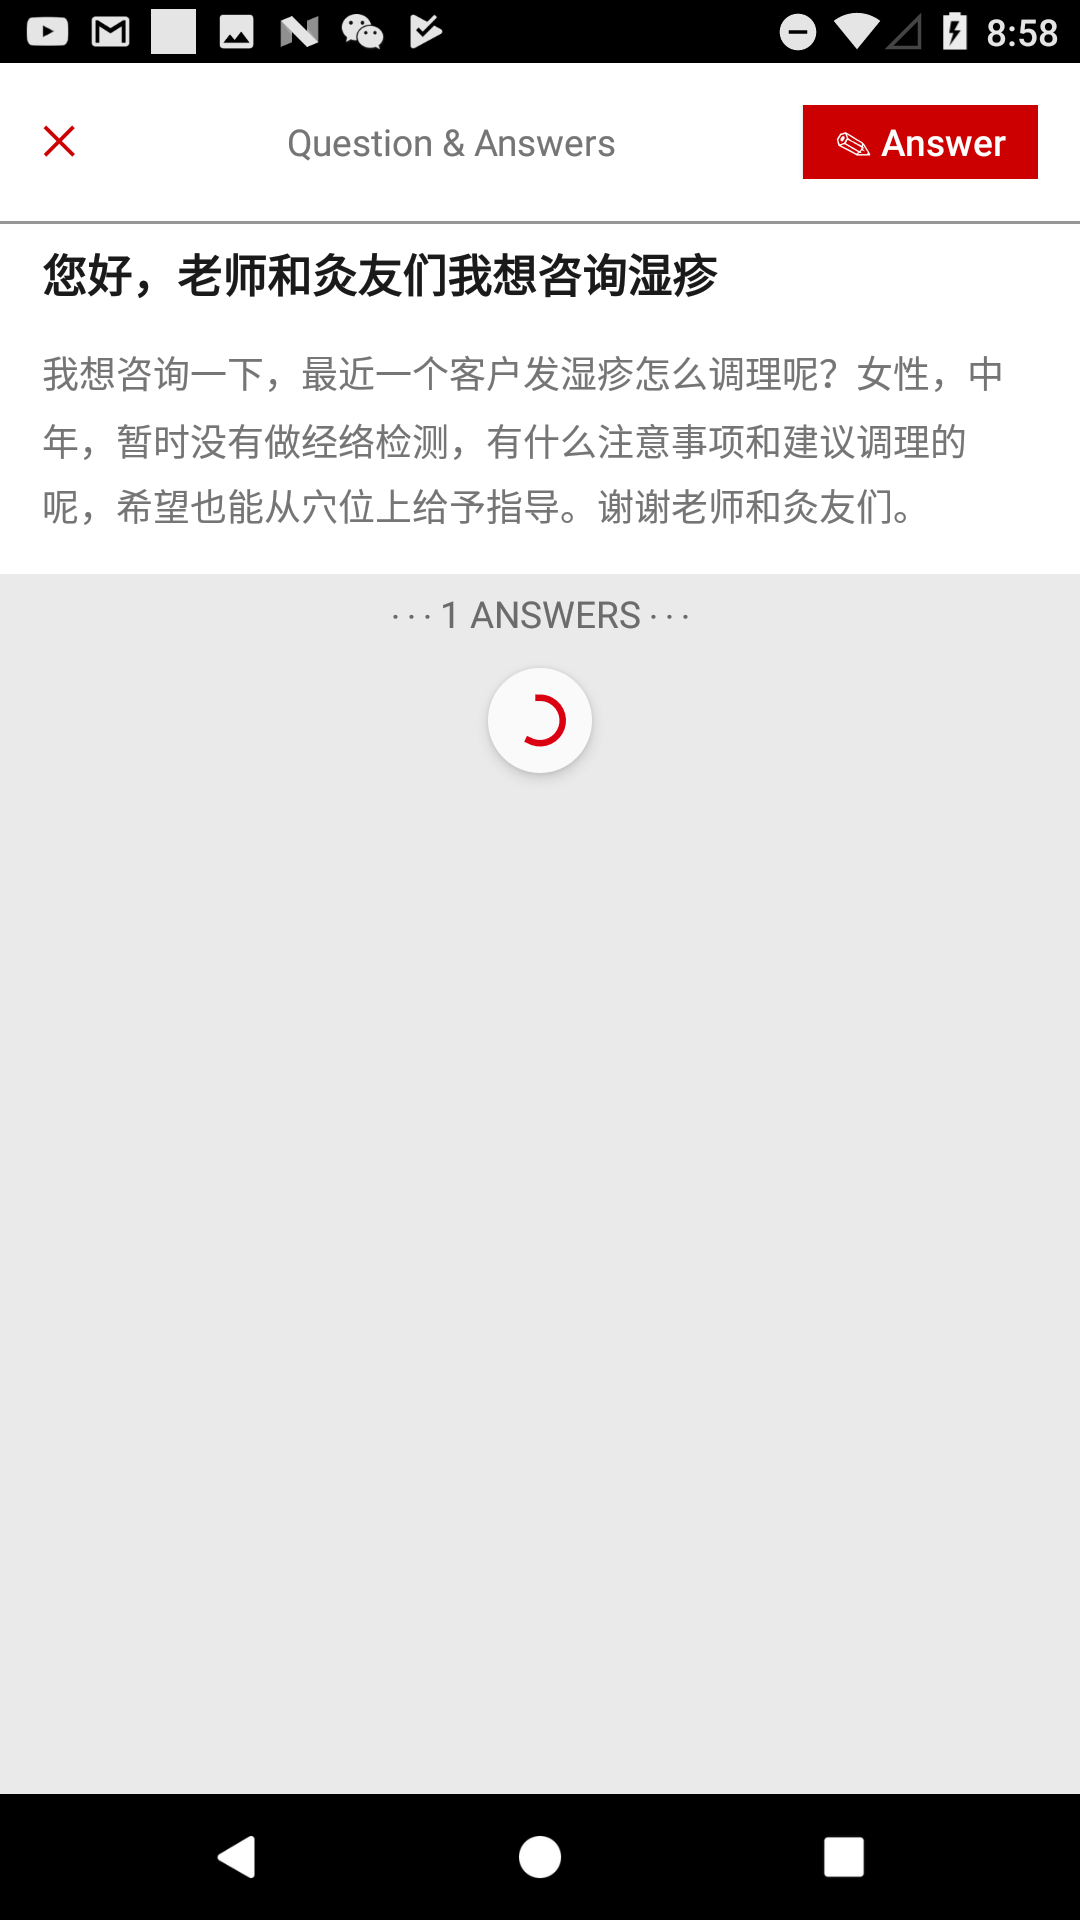 8:58
Question & Answers
✏ Answer
您好，老师和灸友们我想咨询湿疹
我想咨询一下，最近一个客户发湿疹怎么调理呢？女性，中
年，暂时没有做经络检测，有什么注意事项和建议调理的
呢，希望也能从穴位上给予指导。谢谢老师和灸友们。
· · · 1 ANSWERS · · ·